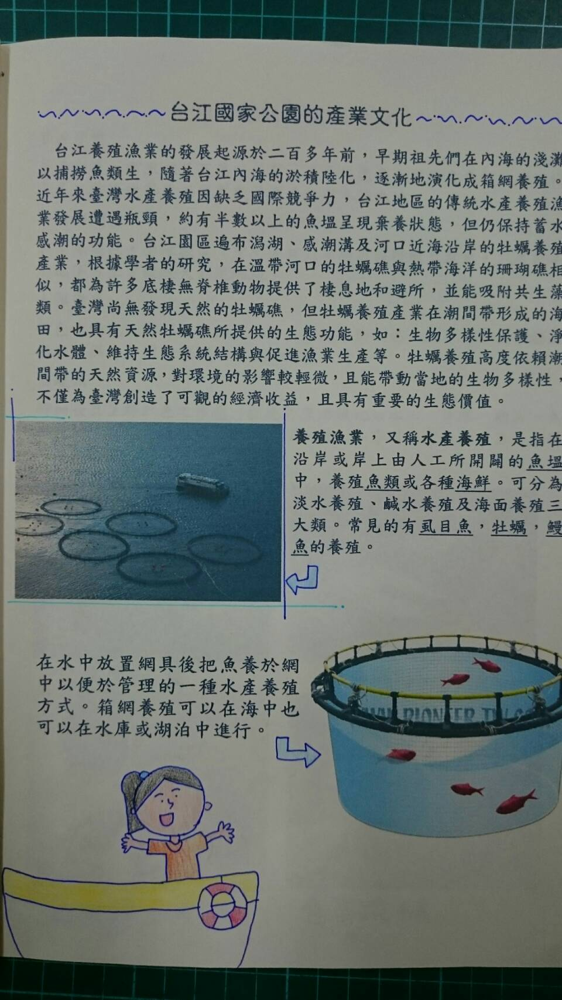 台江國家公園的產業文化
台江養殖漁業的發展起源於二百多年前，早期祖先們在內海的淺灘
以捕撈魚類生，隨著台江內海的淤積陸化，逐漸地演化成箱網養殖。
近年來臺灣水產養殖因缺乏國際競爭力，台江地區的傳統水產養殖漁
業發展遭遇瓶頸，約有半數以上的魚塭呈現棄養狀態，但仍保持蓄水
感潮的功能。台江園區遍布潟湖、感潮溝及河口近海沿岸的牡蠣養殖
產業，根據學者的研究，在溫帶河口的牡蠣礁與熱帶海洋的珊瑚礁相
似，都為許多底棲無脊椎動物提供了棲息地和避所，並能吸附共生藻
類。臺灣尚無發現天然的牡蠣礁，但牡蠣養殖產業在潮間帶形成的海
田，也具有天然牡蠣礁所提供的生態功能，如：生物多樣性保護、淨
化水體、維持生態系統結構與促進漁業生產等。牡蠣養殖高度依賴潮
間帶的天然資源，對環境的影響較輕微，且能帶動當地的生物多樣性，
不僅為臺灣創造了可觀的經濟收益，且具有重要的生態價值。
養殖漁業，又稱水產養殖，是指在
沿岸或岸上由人工所開闢的魚塭
中，養殖魚類或各種海鮮。可分為
淡水養殖、鹹水養殖及海面養殖三
大類。常見的有虱目魚，牡蠣，鰻
魚的養殖。
在水中放置網具後把魚養於網
中以便於管理的一種水產養殖
方式。箱網養殖可以在海中也
可以在水庫或湖泊中進行。
PIONEER